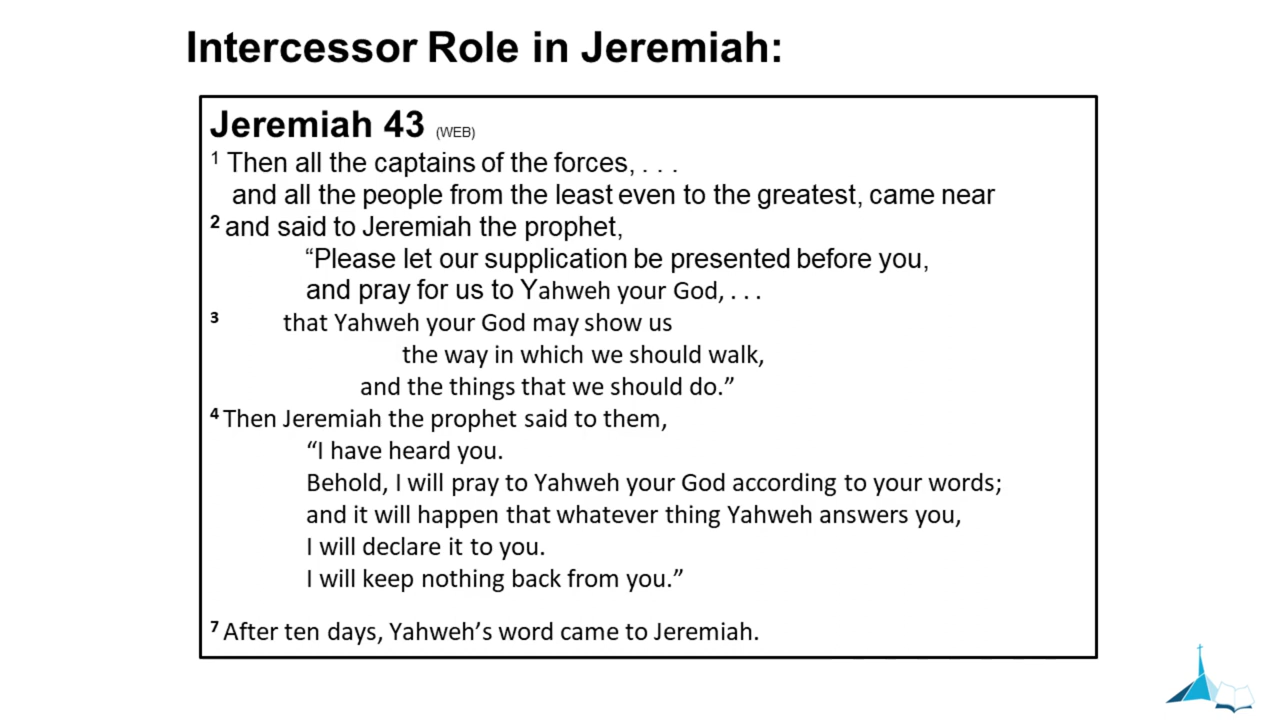 Intercessor Role in Jeremiah:
Jeremiah 43 (WEB)
1 Then all the captains of the forces, . . .
and all the people from the least even to the greatest, came near
2 and said to Jeremiah the prophet,
“Please let our supplication be presented before you,
and pray for us to Yahweh your God, . . .
3 that Yahweh your God may show us
the way in which we should walk,
and the things that we should do.”
4 Then Jeremiah the prophet said to them,
“I have heard you.
Behold, I will pray to Yahweh your God according to your words;
and it will happen that whatever thing Yahweh answers you,
I will declare it to you.
I will keep nothing back from you.”
7 After ten days, Yahweh’s word came to Jeremiah.